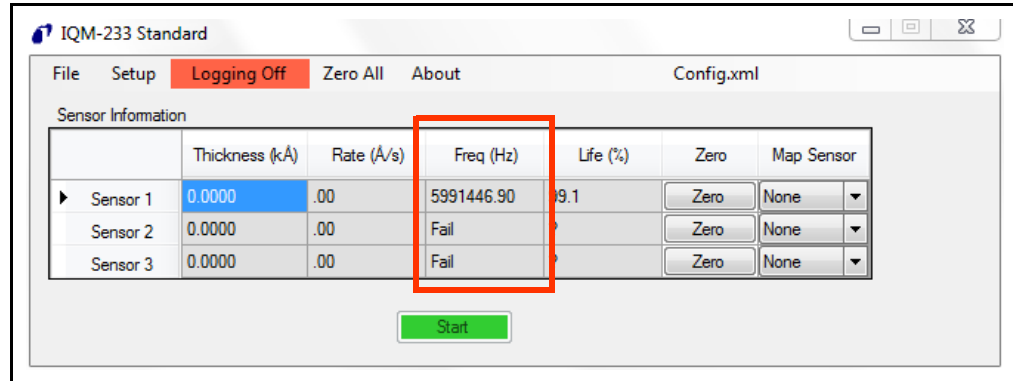 IQM-233 Standard
File Setup Logging Off Zero All About Config.xml
Sensor Information
Thickness (kÅ) Rate (Å/s) Freq (Hz) Life (%) Zero Map Sensor
Sensor 1 0.0000 .00 5991446.90 99.1 Zero None
Sensor 2 0.0000 .00 Fail Zero None
Sensor 3 0.0000 .00 Fail Zero None
Start